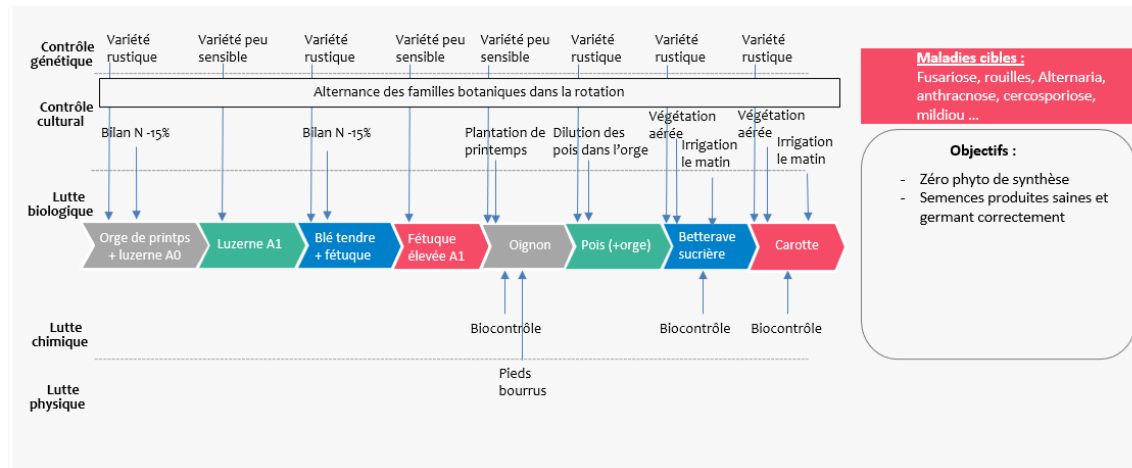 Contrôle
génétique
Variété
rustique
Variété peu
sensible
Variété
rustique
Variété peu
sensible
Variété peu
sensible
Variété
rustique
Variété
rustique
Variété
rustique
Contrôle
cultural
Alternance des familles botaniques dans la rotation
Bilan N -15%
Bilan N -15%
Plantation de
printemps
Dilution des
pois dans l’orge
Végétation
aérée
Irrigation
le matin
Végétation
aérée
Irrigation
le matin
Lutte
biologique
Orge de printps
+ luzerne A0
Luzerne A1
Blé tendre
+ fétuque
Fétuque
élevée A1
Oignon
Pois (+orge)
Betterave
sucrière
Carotte
Lutte
chimique
Biocontrôle
Biocontrôle
Biocontrôle
Lutte
physique
Pieds
bourrus
Maladies cibles :
Fusariose, rouilles, Alternaria,
anthracnose, cercosporiose,
mildiou ...
Objectifs :
- Zéro phyto de synthèse
- Semences produites saines et
germant correctement